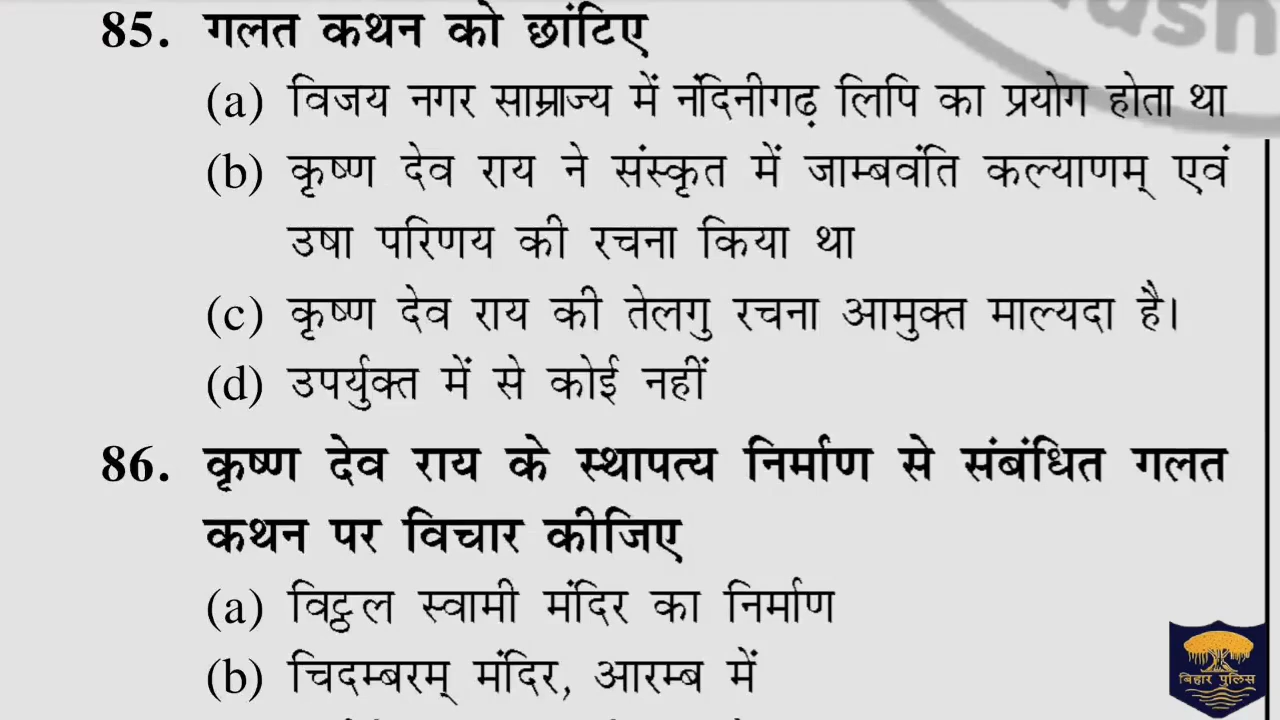 85. गलत कथन को छांटिए
(a) विजय नगर साम्राज्य में नंदिनीगढ़ लिपि का प्रयोग होता था
(b) कृष्ण देव राय ने संस्कृत में जाम्बवंति कल्याणम् एवं
उषा परिणय की रचना किया था
(c) कृष्ण देव राय की तेलगु रचना आमुक्त माल्यदा है।
(d) उपर्युक्त में से कोई नहीं
86. कृष्ण देव राय के स्थापत्य निर्माण से संबंधित गलत
कथन पर विचार कीजिए
(a) विट्ठल स्वामी मंदिर का निर्माण
(b) चिदम्बरम् मंदिर, आरम्ब में
बिहार पुलिस